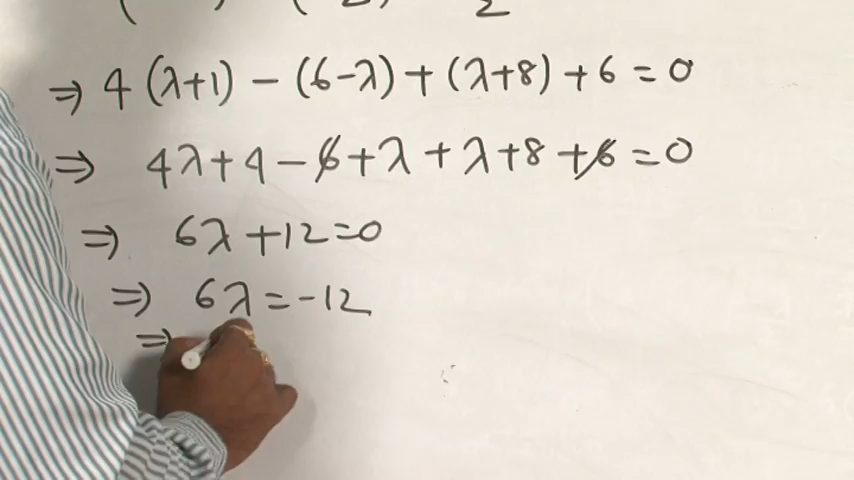 ⇒ 4 (λ+1) - (6-λ) + (λ+8) + 6 = 0
⇒ 4λ + 4 - 6 + λ + λ + 8 + 6 = 0
⇒ 6λ + 12 = 0
⇒ 6λ = -12
⇒